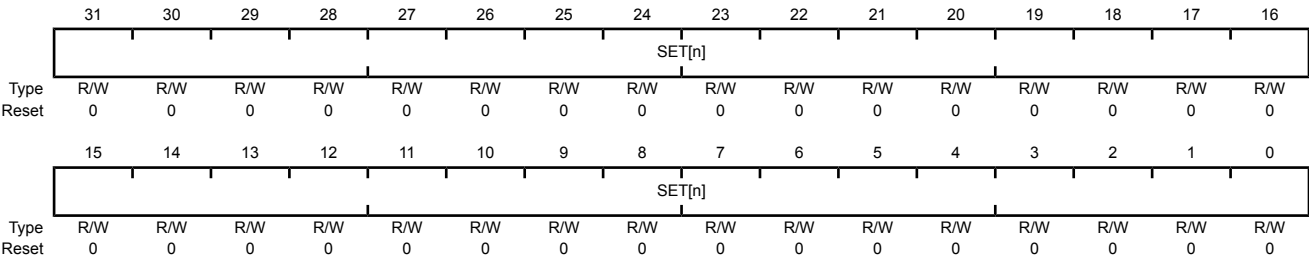 31 30 29 28 27 26 25 24 23 22 21 20 19 18 17 16
SET[n]
Type R/W R/W R/W R/W R/W R/W R/W R/W R/W R/W R/W R/W R/W R/W R/W R/W
Reset 0 0 0 0 0 0 0 0 0 0 0 0 0 0 0 0
15 14 13 12 11 10 9 8 7 6 5 4 3 2 1 0
SET[n]
Type R/W R/W R/W R/W R/W R/W R/W R/W R/W R/W R/W R/W R/W R/W R/W R/W
Reset 0 0 0 0 0 0 0 0 0 0 0 0 0 0 0 0